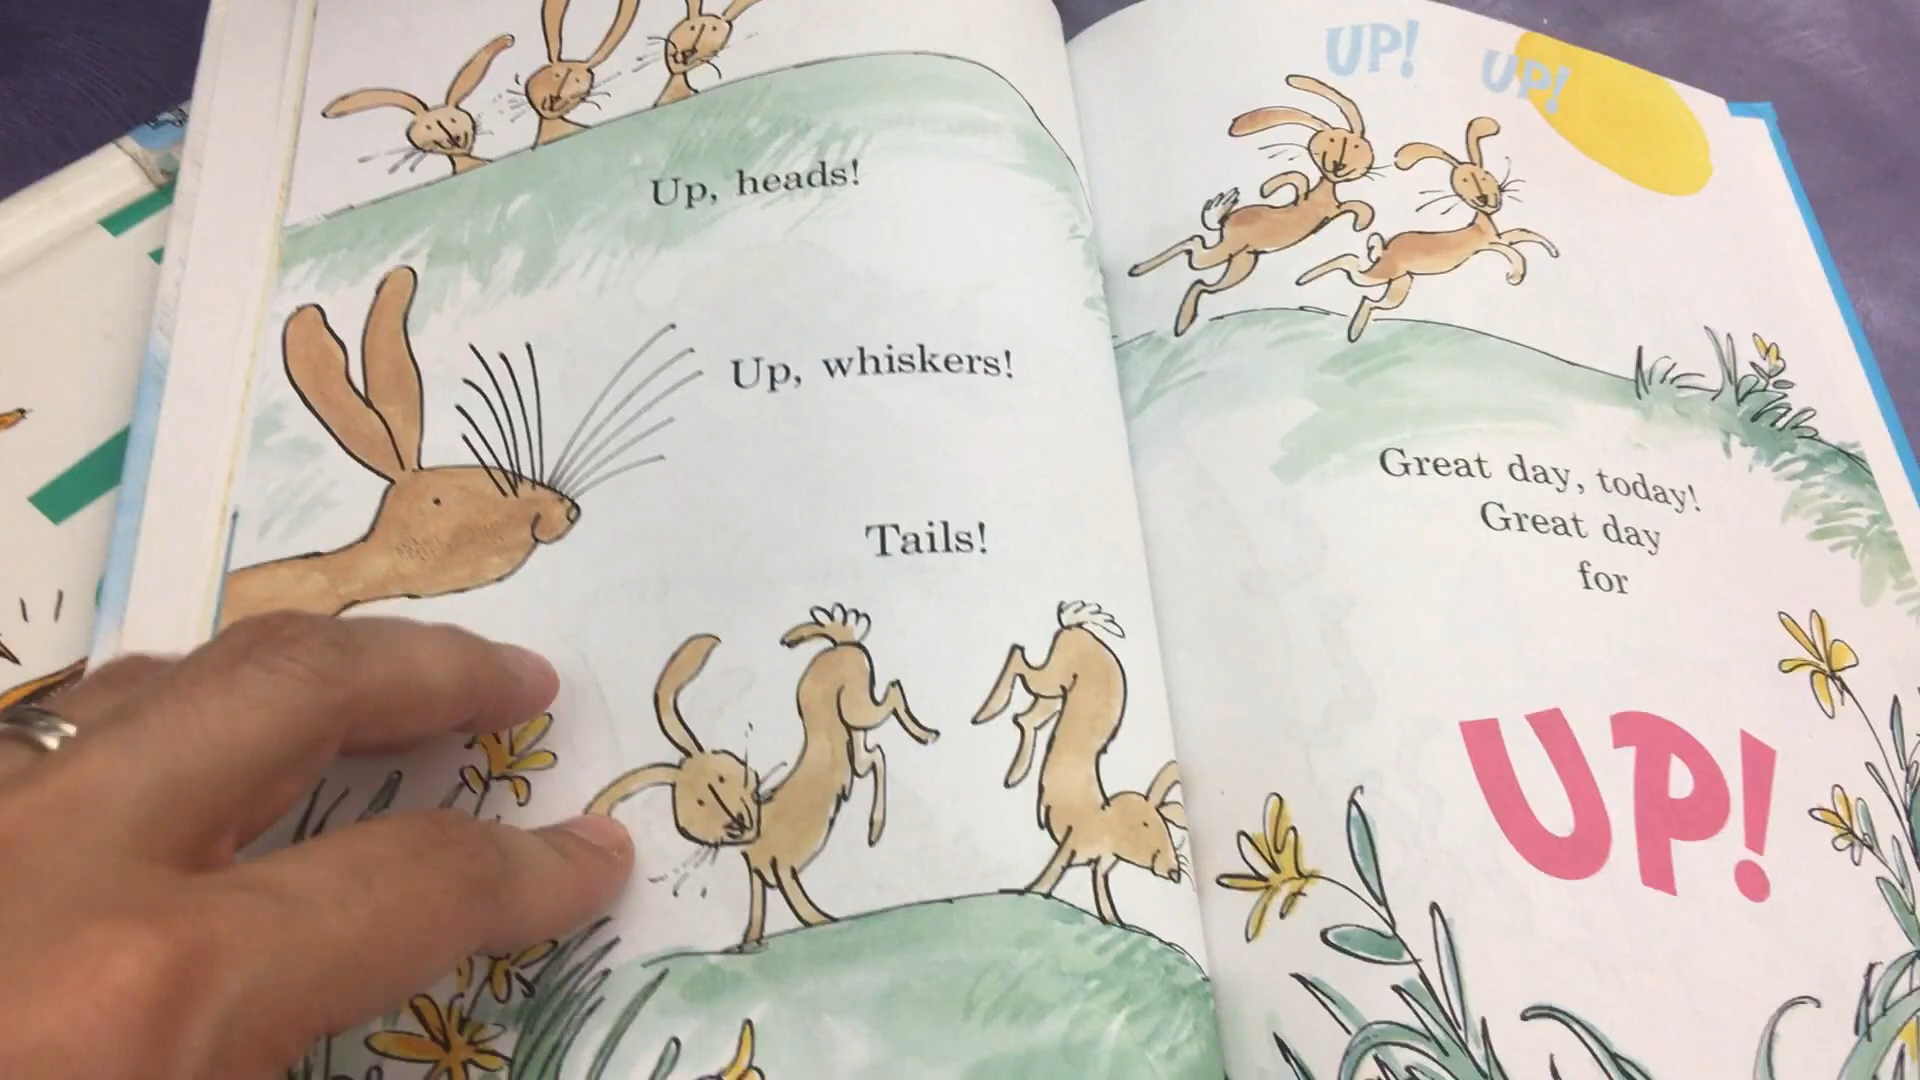 Up, heads!
Up, whiskers!
Tails!
UP! UP!
Great day, today!
Great day
for
UP!